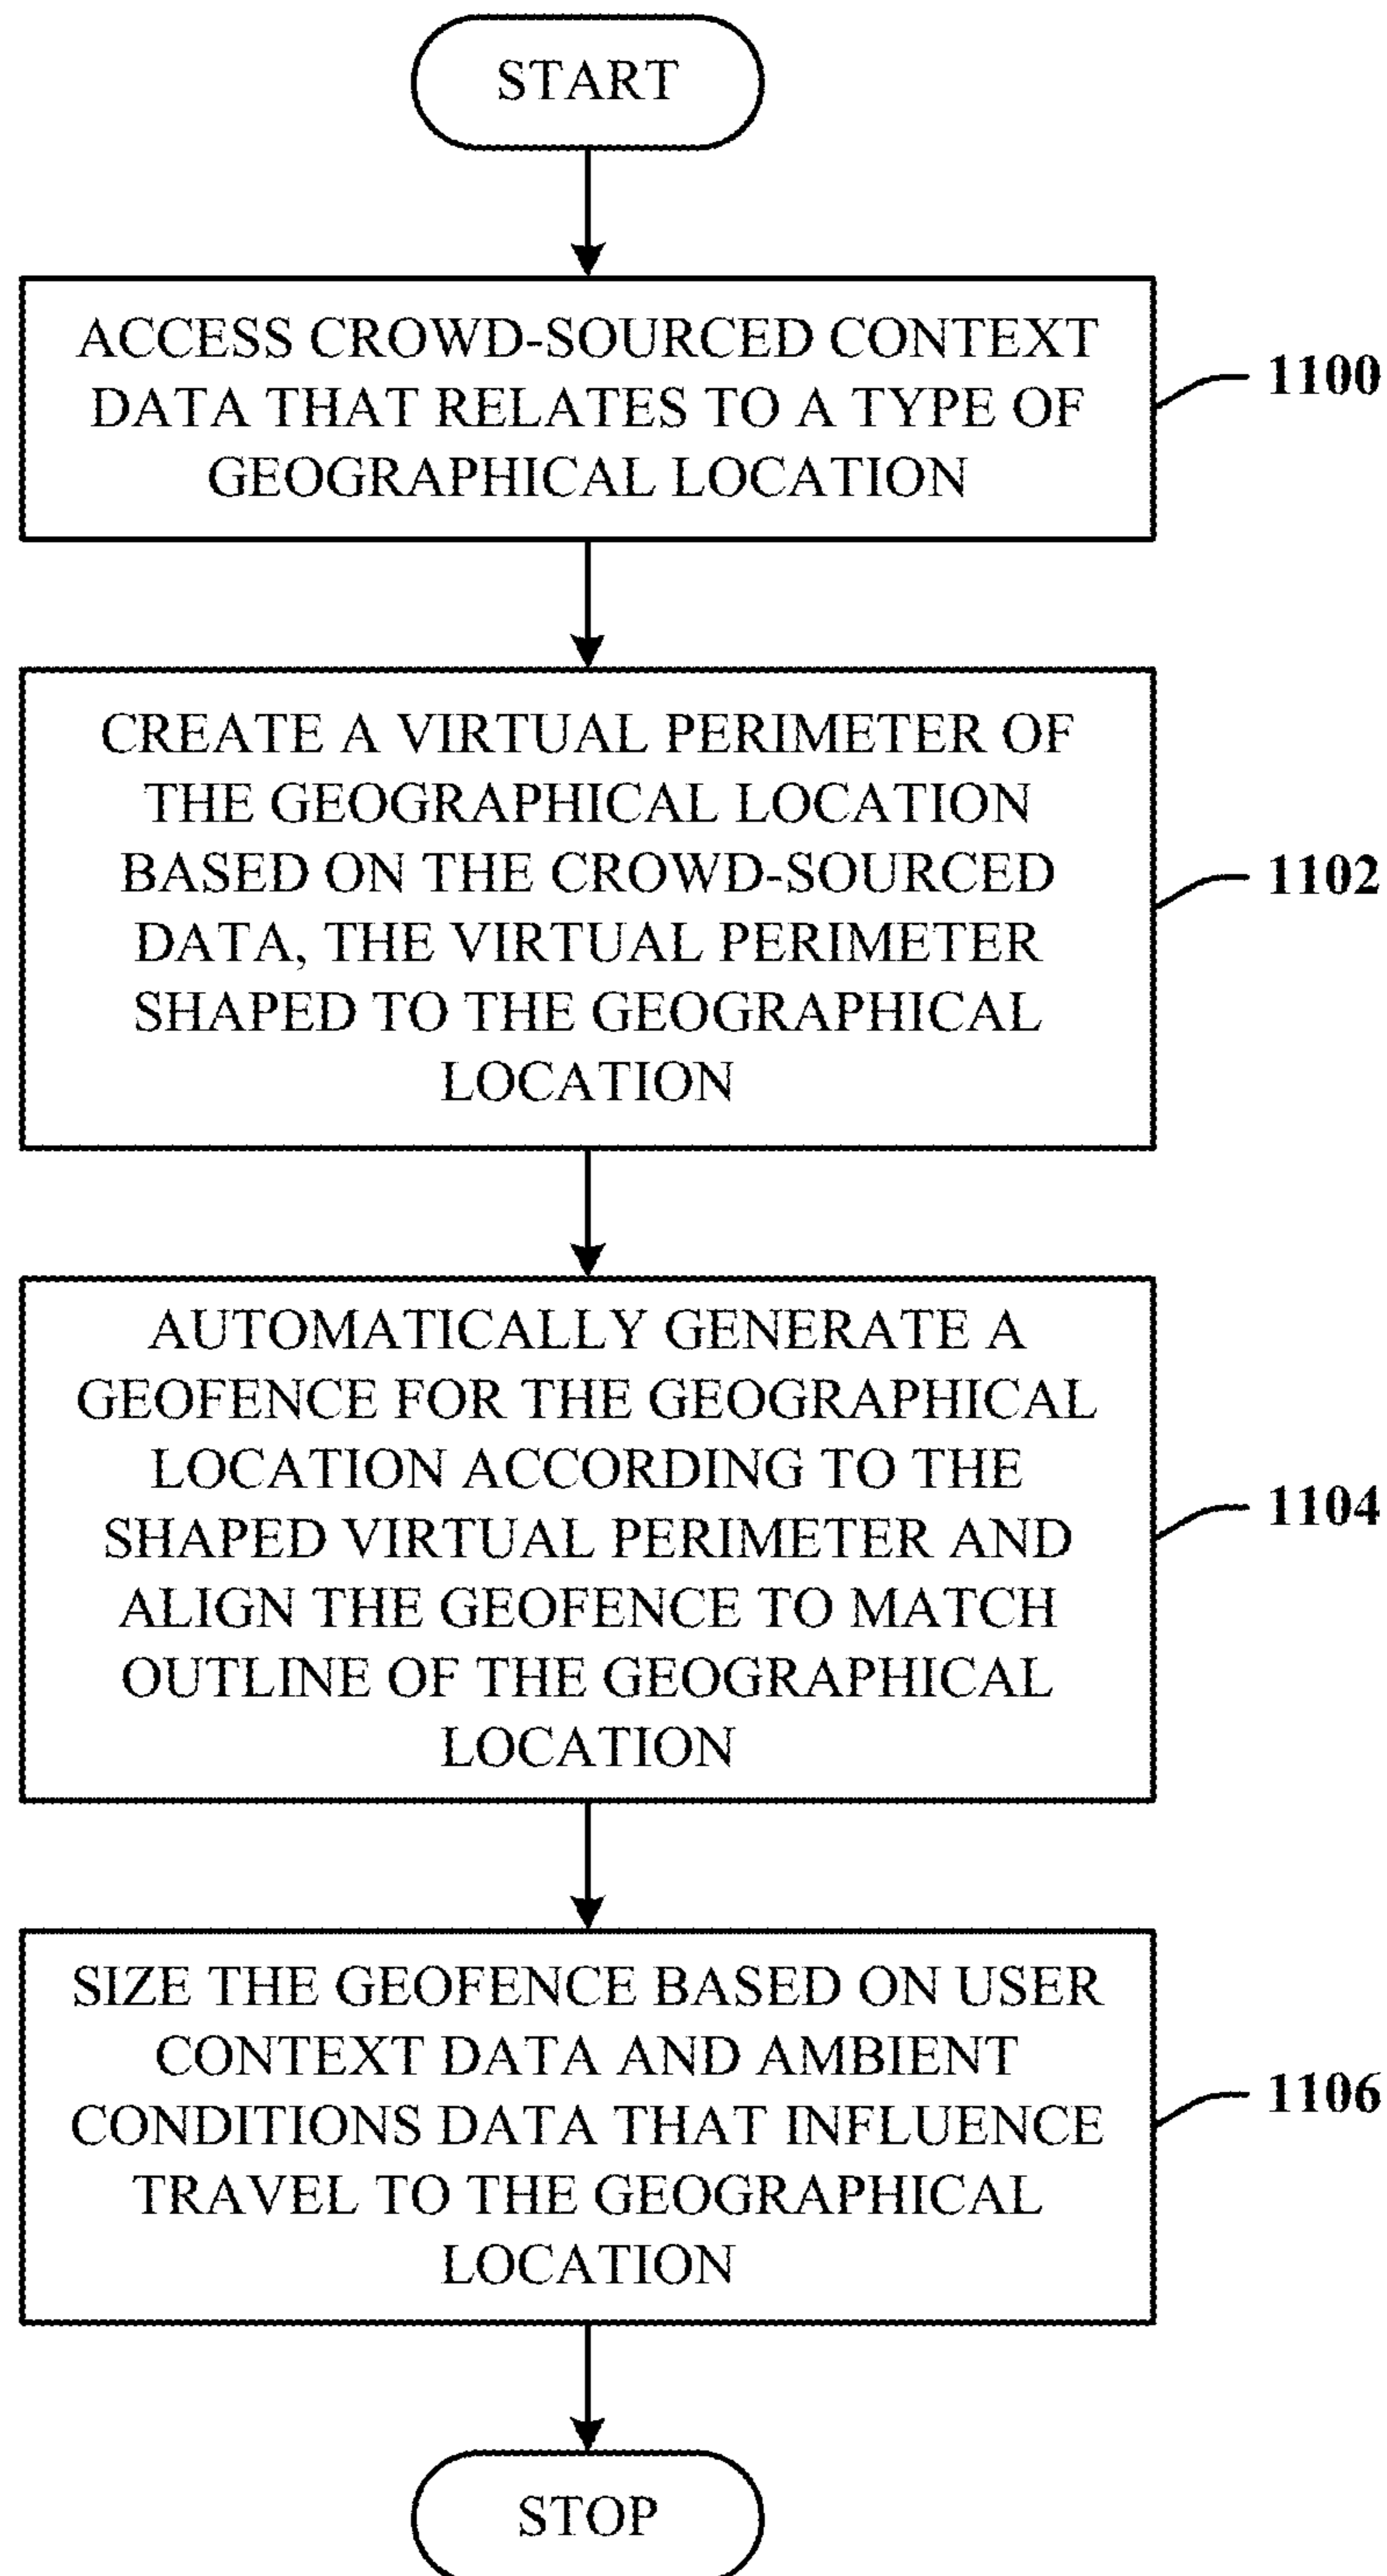 START
ACCESS CROWD-SOURCED CONTEXT
DATA THAT RELATES TO A TYPE OF
GEOGRAPHICAL LOCATION
1100
CREATE A VIRTUAL PERIMETER OF
THE GEOGRAPHICAL LOCATION
BASED ON THE CROWD-SOURCED
DATA, THE VIRTUAL PERIMETER
SHAPED TO THE GEOGRAPHICAL
LOCATION
1102
AUTOMATICALLY GENERATE A
GEOFENCE FOR THE GEOGRAPHICAL
LOCATION ACCORDING TO THE
SHAPED VIRTUAL PERIMETER AND
ALIGN THE GEOFENCE TO MATCH
OUTLINE OF THE GEOGRAPHICAL
LOCATION
1104
SIZE THE GEOFENCE BASED ON USER
CONTEXT DATA AND AMBIENT
CONDITIONS DATA THAT INFLUENCE
TRAVEL TO THE GEOGRAPHICAL
LOCATION
1106
STOP